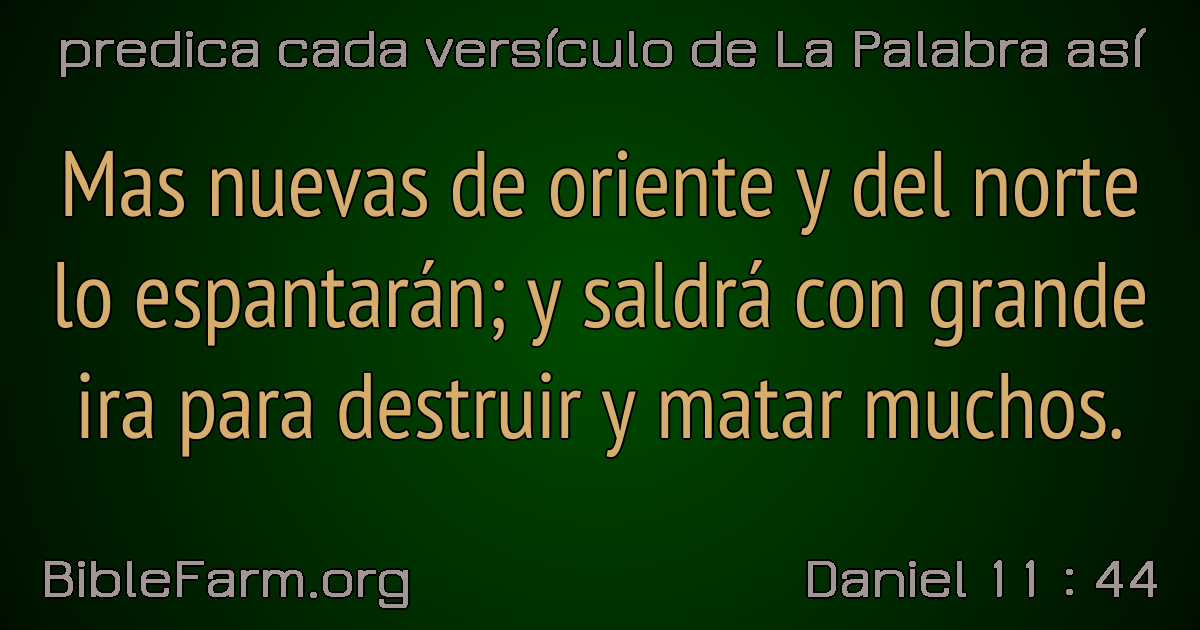 predica cada versículo de La Palabra así
Mas nuevas de oriente y del norte
lo espantarán; y saldrá con grande
ira para destruir y matar muchos.
BibleFarm.org
Daniel 11 : 44